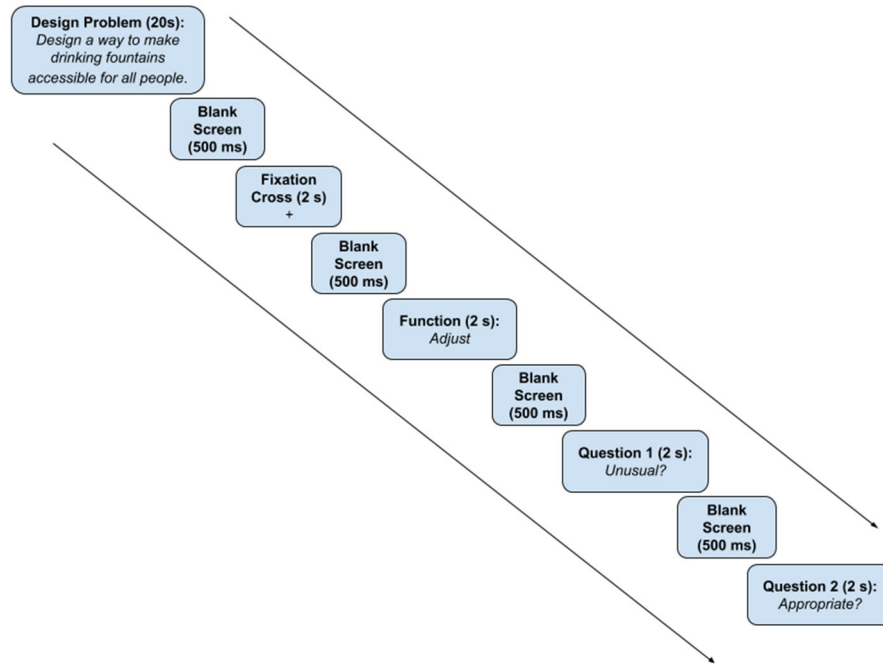 Design Problem (20s):
Design a way to make
drinking fountains
accessible for all people.
Blank
Screen
(500 ms)
Fixation
Cross (2 s)
+
Blank
Screen
(500 ms)
Function (2 s):
Adjust
Blank
Screen
(500 ms)
Question 1 (2 s):
Unusual?
Blank
Screen
(500 ms)
Question 2 (2 s):
Appropriate?